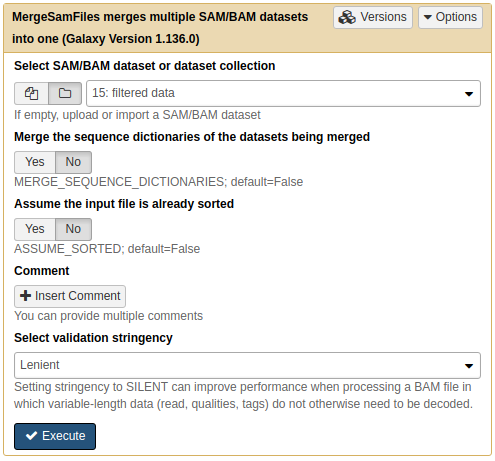 MergeSamFiles merges multiple SAM/BAM datasets
into one (Galaxy Version 1.136.0)
Versions
Options
Select SAM/BAM dataset or dataset collection
15: filtered data
If empty, upload or import a SAM/BAM dataset
Merge the sequence dictionaries of the datasets being merged
Yes No
MERGE_SEQUENCE_DICTIONARIES; default=False
Assume the input file is already sorted
Yes No
ASSUME_SORTED; default=False
Comment
Insert Comment
You can provide multiple comments
Select validation stringency
Lenient
Setting stringency to SILENT can improve performance when processing a BAM file in
which variable-length data (read, qualities, tags) do not otherwise need to be decoded.
Execute